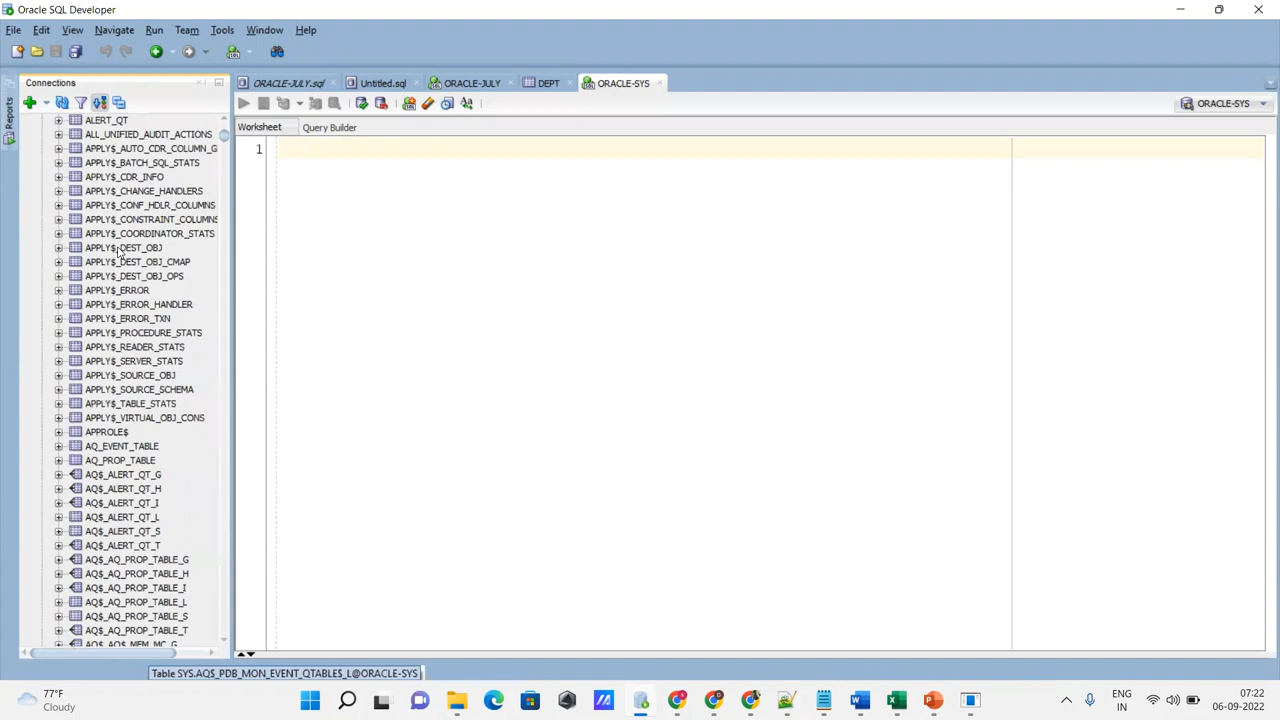 Oracle SQL Developer
File Edit View Navigate Run Team Tools Window Help
Connections
ORACLE-JULY.sql Untitled.sql ORACLE-JULY DEPT ORACLE-SYS
Reports
ORACLE-SYS
Worksheet Query Builder
1
ALERT_QT
ALL_UNIFIED_AUDIT_ACTIONS
APPLY$_AUTO_CDR_COLUMN_G
APPLY$_BATCH_SQL_STATS
APPLY$_CDR_INFO
APPLY$_CHANGE_HANDLERS
APPLY$_CONF_HDLR_COLUMNS
APPLY$_CONSTRAINT_COLUMNS
APPLY$_COORDINATOR_STATS
APPLY$_DEST_OBJ
APPLY$_DEST_OBJ_CMAP
APPLY$_DEST_OBJ_OPS
APPLY$_ERROR
APPLY$_ERROR_HANDLER
APPLY$_ERROR_TXN
APPLY$_PROCEDURE_STATS
APPLY$_READER_STATS
APPLY$_SERVER_STATS
APPLY$_SOURCE_OBJ
APPLY$_SOURCE_SCHEMA
APPLY$_TABLE_STATS
APPLY$_VIRTUAL_OBJ_CONS
APPROLE$
AQ_EVENT_TABLE
AQ_PROP_TABLE
AQ$_ALERT_QT_G
AQ$_ALERT_QT_H
AQ$_ALERT_QT_I
AQ$_ALERT_QT_L
AQ$_ALERT_QT_S
AQ$_ALERT_QT_T
AQ$_AQ_PROP_TABLE_G
AQ$_AQ_PROP_TABLE_H
AQ$_AQ_PROP_TABLE_I
AQ$_AQ_PROP_TABLE_L
AQ$_AQ_PROP_TABLE_S
AQ$_AQ_PROP_TABLE_T
AQ$_AQ$_MEM_MC_G
Table SYS.AQ$_PDB_MON_EVENT_QTABLE$_L@ORACLE-SYS
77°F
Cloudy
ENG
IN
07:22
06-09-2022